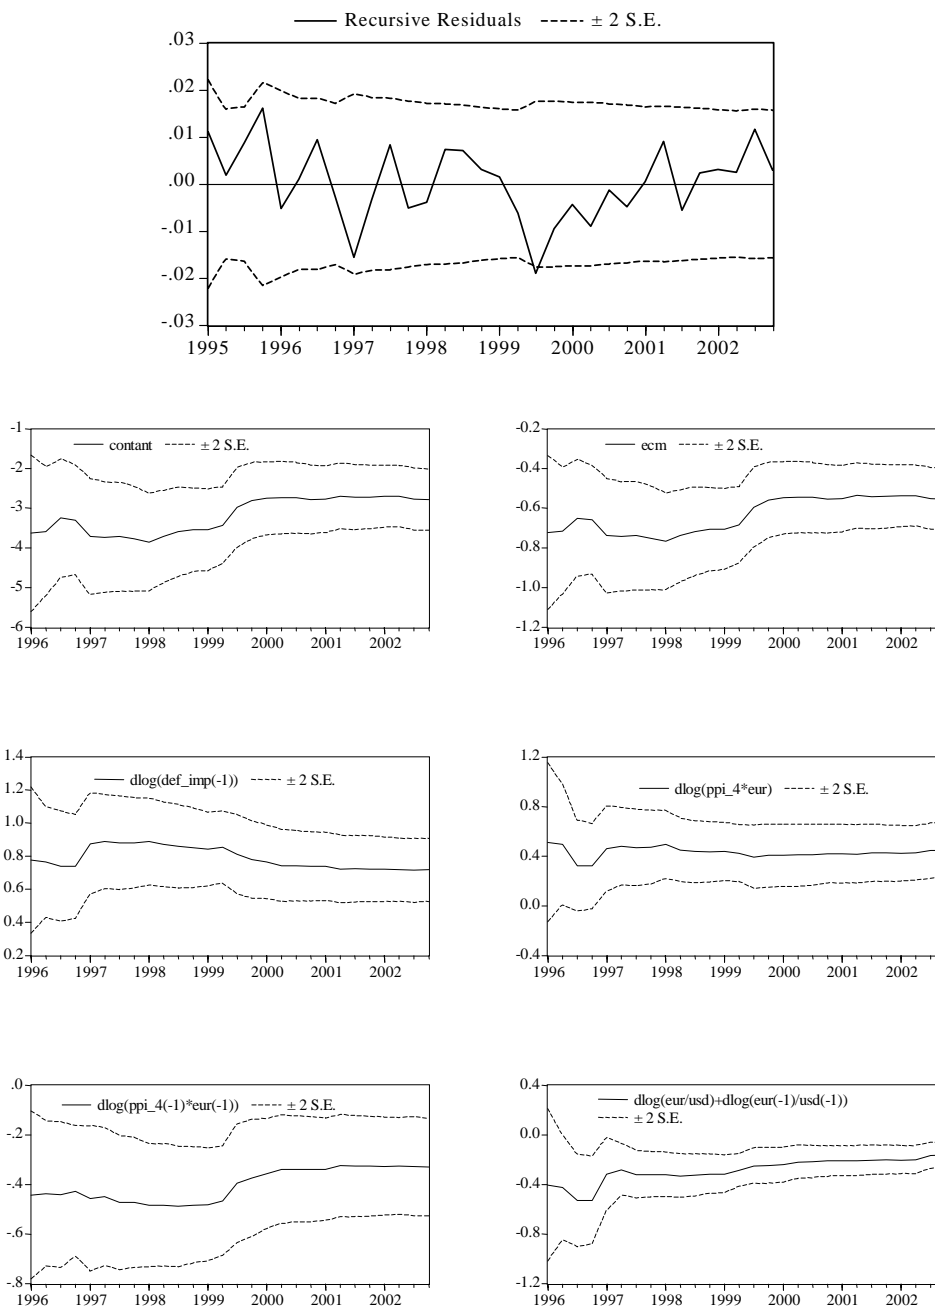 Recursive Residuals ± 2 S.E.
.03
.02
.01
.00
-.01
-.02
-.03
1995 1996 1997 1998 1999 2000 2001 2002
contant ± 2 S.E.
-1
-2
-3
-4
-5
-6
1996 1997 1998 1999 2000 2001 2002
ecm ± 2 S.E.
-0.2
-0.4
-0.6
-0.8
-1.0
-1.2
1996 1997 1998 1999 2000 2001 2002
dlog(def_imp(-1)) ± 2 S.E.
1.4
1.2
1.0
0.8
0.6
0.4
0.2
1996 1997 1998 1999 2000 2001 2002
dlog(ppi_4*eur) ± 2 S.E.
1.2
0.8
0.4
0.0
-0.4
1996 1997 1998 1999 2000 2001 2002
dlog(ppi_4(-1)*eur(-1)) ± 2 S.E.
.0
-.2
-.4
-.6
-.8
1996 1997 1998 1999 2000 2001 2002
dlog(eur/usd)+dlog(eur(-1)/usd(-1))
± 2 S.E.
0.4
0.0
-0.4
-0.8
-1.2
1996 1997 1998 1999 2000 2001 2002